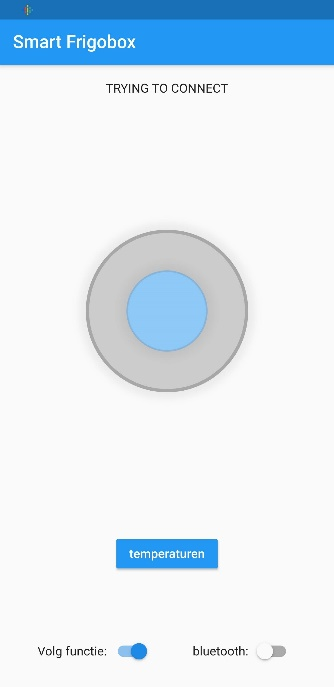 Smart Frigobox
TRYING TO CONNECT
temperaturen
Volg functie: bluetooth: